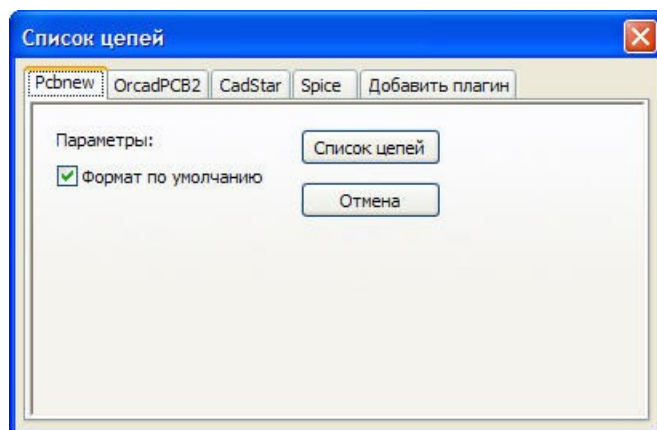 Список цепей
Pcbnew OrcadPCB2 CadStar Spice Добавить плагин
Параметры: Список цепей
Формат по умолчанию
Отмена